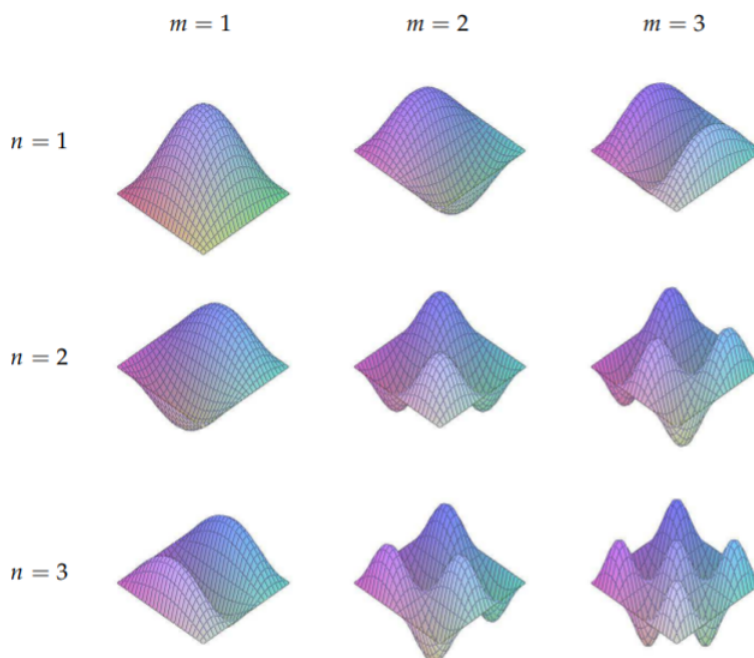 m = 1 m = 2 m = 3
n = 1
n = 2
n = 3